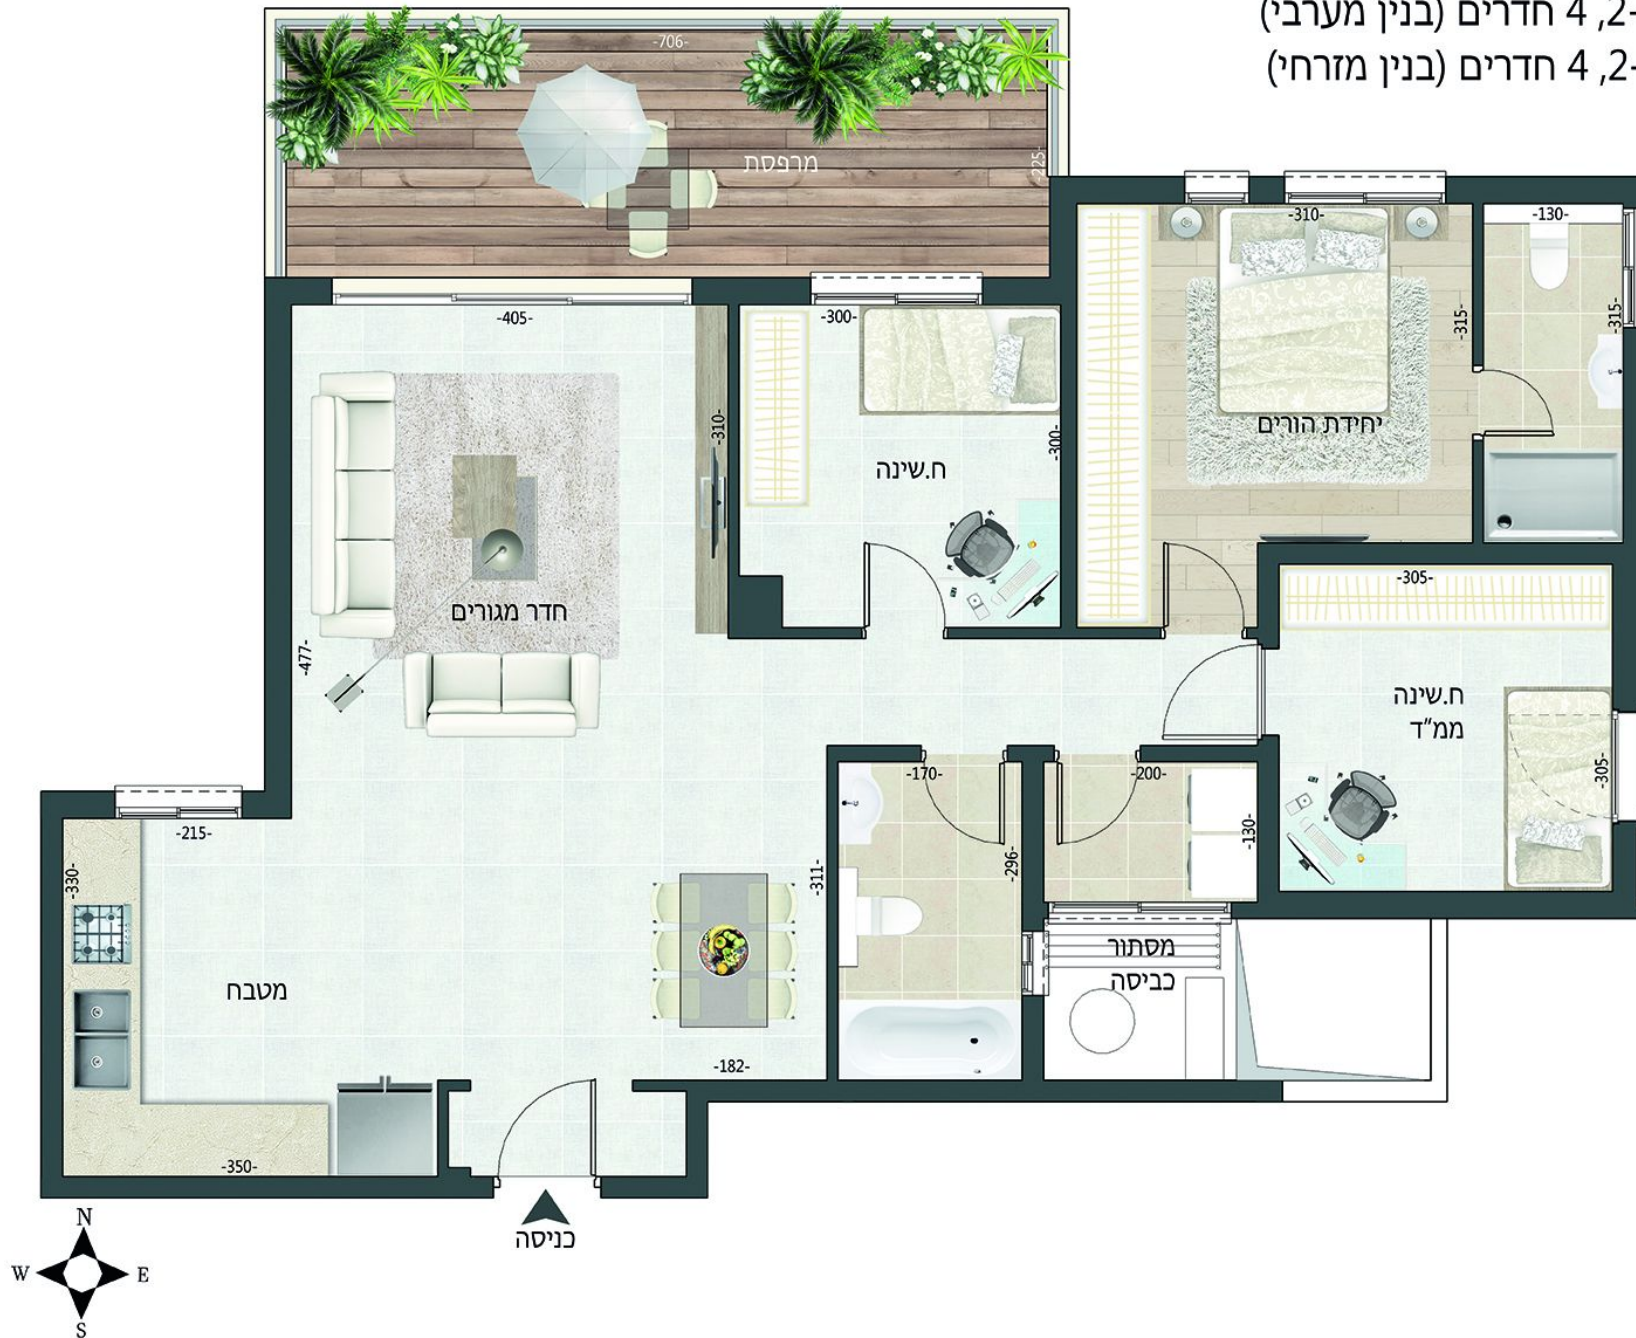 2-, 4 חדרים (בנין מערבי)
2-, 4 חדרים (בנין מזרחי)
-706-
מרפסת
-225-
-310-
-130-
-405-
-300-
-315-
-315-
-310-
-300-
יחידת הורים
ח.שינה
-305-
חדר מגורים
-477-
ח.שינה
ממ"ד
-170-
-200-
-305-
-215-
-330-
-311-
-296-
-130-
מסתור
כביסה
מטבח
-182-
-350-
כניסה
N
W
E
S